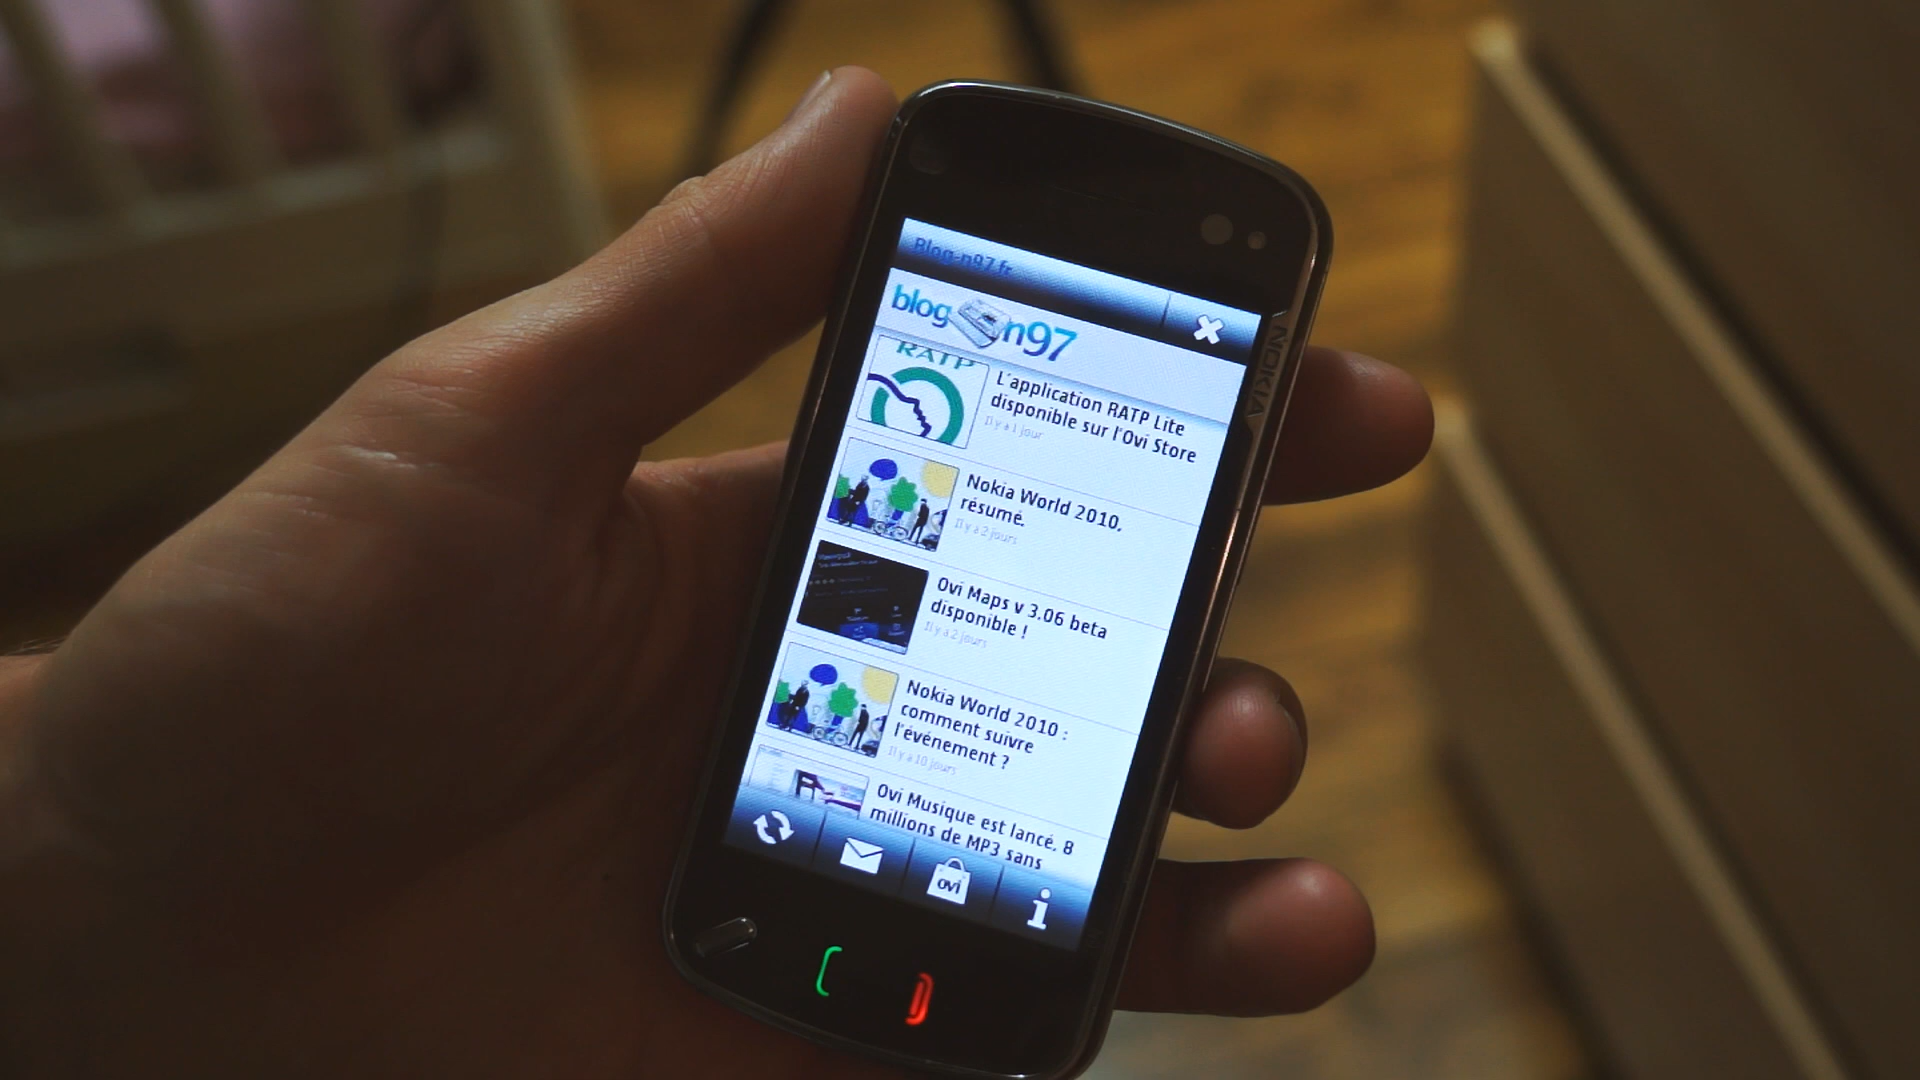 Blog-n97.fr
blog n97
NOKIA
RATP
L'application RATP Lite
disponible sur l'Ovi Store
Il y a 1 jour
Nokia World 2010,
résumé.
Il y a 2 jours
Ovi Maps v 3.06 beta
disponible !
Il y a 2 jours
Nokia World 2010 :
comment suivre
l'événement ?
Il y a 10 jours
Ovi Musique est lancé, 8
millions de MP3 sans
ovi